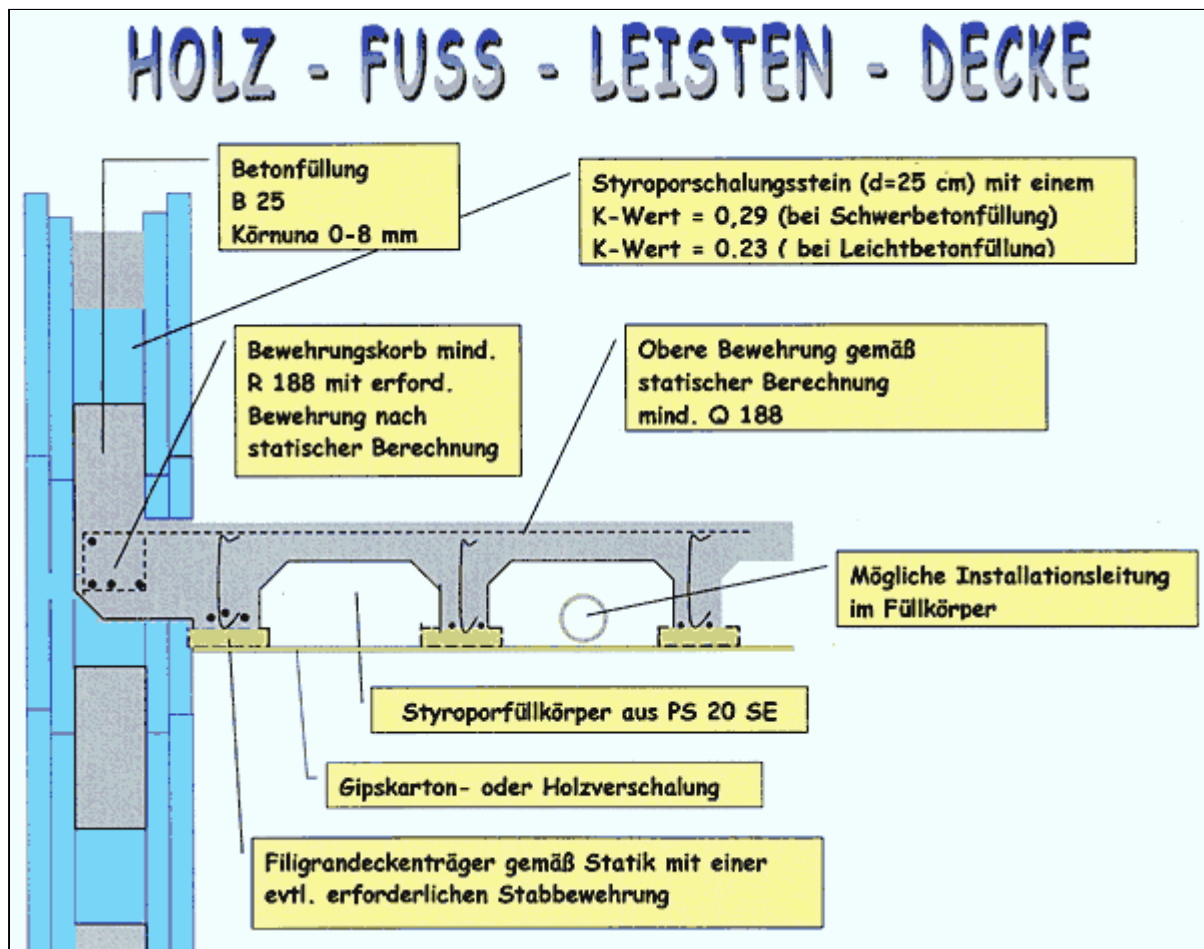 HOLZ - FUSS - LEISTEN - DECKE
Betonfüllung
B 25
Körnuna 0-8 mm
Styroporschalungsstein (d=25 cm) mit einem
K-Wert = 0,29 (bei Schwerbetonfüllung)
K-Wert = 0.23 ( bei Leichtbetonfülluna)
Bewehrungskorb mind.
R 188 mit erford.
Bewehrung nach
statischer Berechnung
Obere Bewehrung gemäß
statischer Berechnung
mind. Q 188
Mögliche Installationsleitung
im Füllkörper
Styroporfüllkörper aus PS 20 SE
Gipskarton- oder Holzverschalung
Filigrandeckenträger gemäß Statik mit einer
evtl. erforderlichen Stabbewehrung